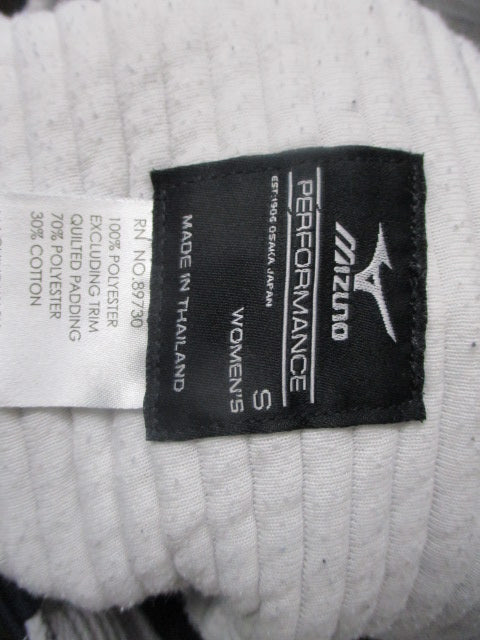 MIZUNO
PERFORMANCE
EST.1906 OSAKA JAPAN
WOMEN'S S
MADE IN THAILAND
RN NO.89730
100% POLYESTER
EXCLUDING TRIM
QUILTED PADDING
70% POLYESTER
30% COTTON